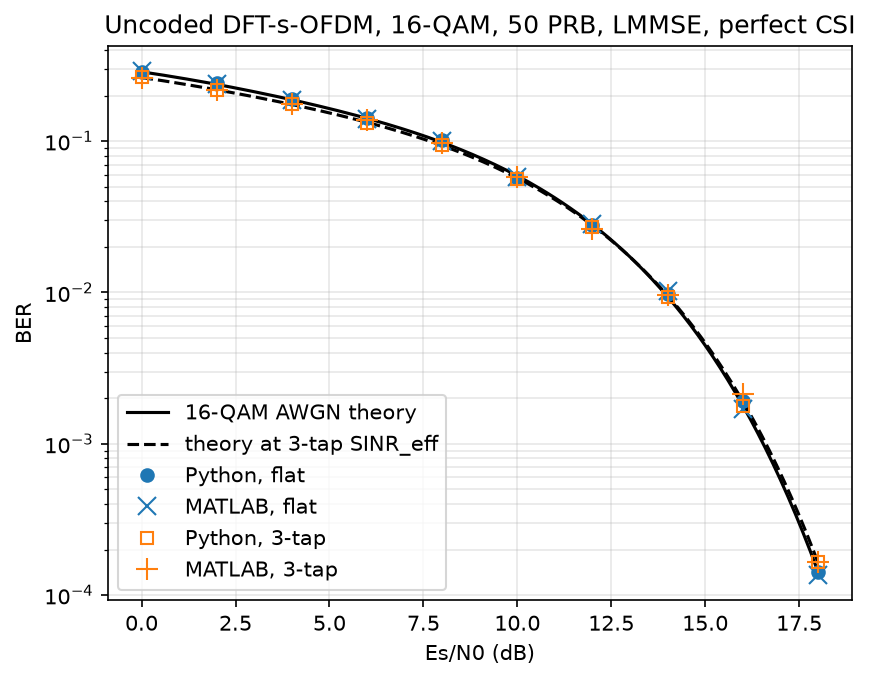 Uncoded DFT-s-OFDM, 16-QAM, 50 PRB, LMMSE, perfect CSI
BER
10⁻¹
10⁻²
10⁻³
10⁻⁴
16-QAM AWGN theory
theory at 3-tap SINR_eff
Python, flat
MATLAB, flat
Python, 3-tap
MATLAB, 3-tap
0.0 2.5 5.0 7.5 10.0 12.5 15.0 17.5
Es/N0 (dB)